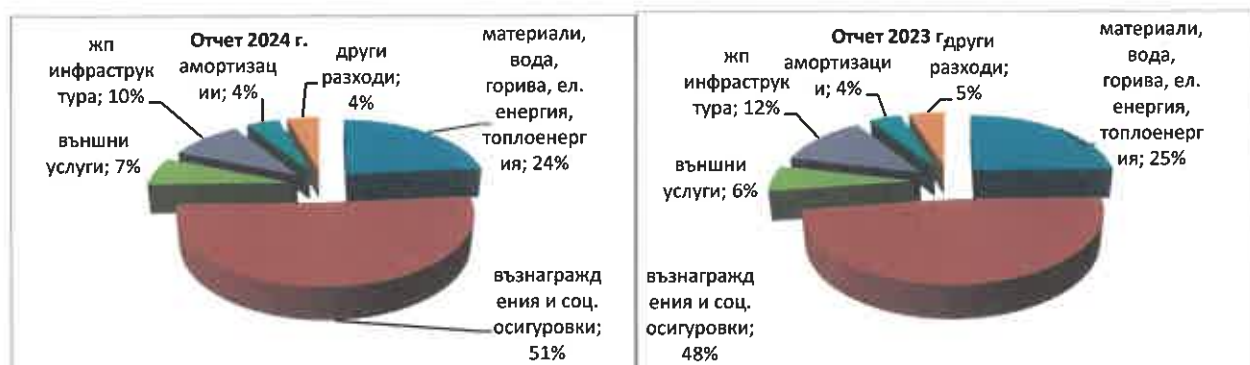 Отчет 2024 г.
жп
инфраструк
тура; 10%
амортизац
ии; 4%
други
разходи;
4%
материали,
вода,
горива, ел.
енергия,
топлоенерг
ия; 24%
външни
услуги; 7%
възнагражд
ения и соц.
осигуровки;
51%
Отчет 2023 г.
жп
инфраструк
тура; 12%
амортизаци
и; 4%
други
разходи;
5%
материали,
вода,
горива, ел.
енергия,
топлоенерг
ия; 25%
външни
услуги; 6%
възнагражд
ения и соц.
осигуровки;
48%